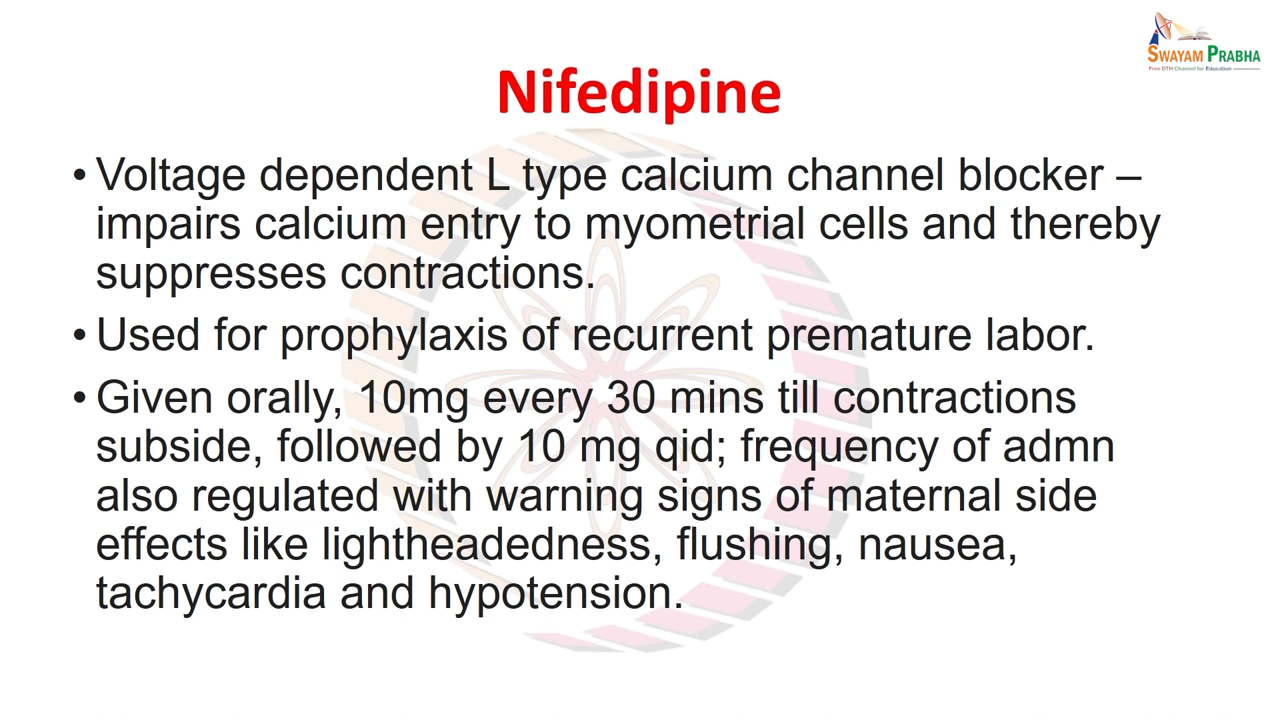 SWAYAM PRABHA
Free DTH Channel for Education
Nifedipine
• Voltage dependent L type calcium channel blocker –
impairs calcium entry to myometrial cells and thereby
suppresses contractions.
• Used for prophylaxis of recurrent premature labor.
• Given orally, 10mg every 30 mins till contractions
subside, followed by 10 mg qid; frequency of admn
also regulated with warning signs of maternal side
effects like lightheadedness, flushing, nausea,
tachycardia and hypotension.